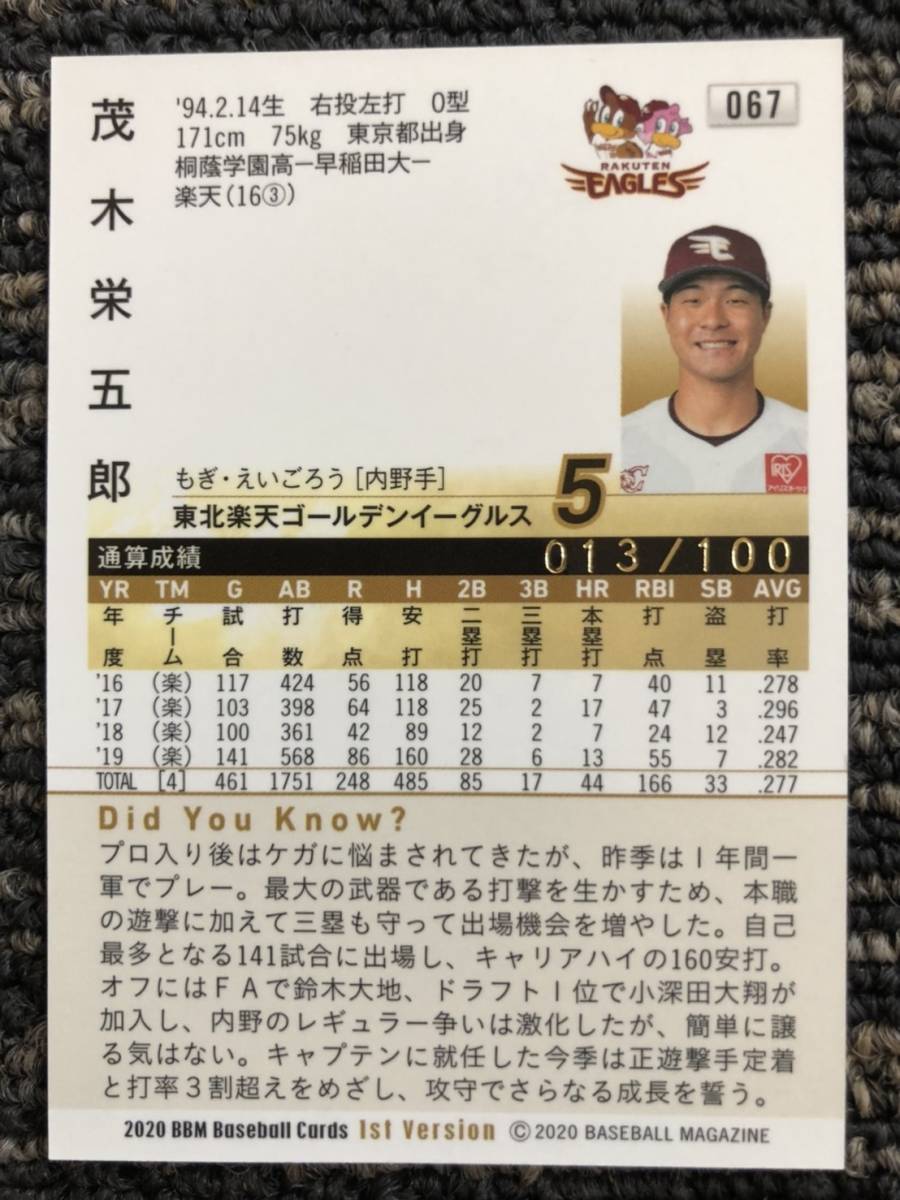 茂木栄五郎
'94.2.14生 右投左打 O型
171cm 75kg 東京都出身
桐蔭学園高ー早稲田大ー
楽天(16③)
RAKUTEN
EAGLES
067
もぎ・えいごろう [内野手]
東北楽天ゴールデンイーグルス
5
IRIS
アイリスオーヤマ
通算成績
013/100
YR TM G AB R H 2B 3B HR RBI SB AVG
年度 チーム 試合 打数 得点 安打 二塁打 三塁打 本塁打 打点 盗塁 打率
'16 (楽) 117 424 56 118 20 7 7 40 11 .278
'17 (楽) 103 398 64 118 25 2 17 47 3 .296
'18 (楽) 100 361 42 89 12 2 7 24 12 .247
'19 (楽) 141 568 86 160 28 6 13 55 7 .282
TOTAL [4] 461 1751 248 485 85 17 44 166 33 .277
Did You Know?
プロ入り後はケガに悩まされてきたが、昨季は1年間一
軍でプレー。最大の武器である打撃を生かすため、本職
の遊撃に加えて三塁も守って出場機会を増やした。自己
最多となる141試合に出場し、キャリアハイの160安打。
オフにはFAで鈴木大地、ドラフト1位で小深田大翔が
加入し、内野のレギュラー争いは激化したが、簡単に譲
る気はない。キャプテンに就任した今季は正遊撃手定着
と打率3割超えをめざし、攻守でさらなる成長を誓う。
2020 BBM Baseball Cards 1st Version ©2020 BASEBALL MAGAZINE